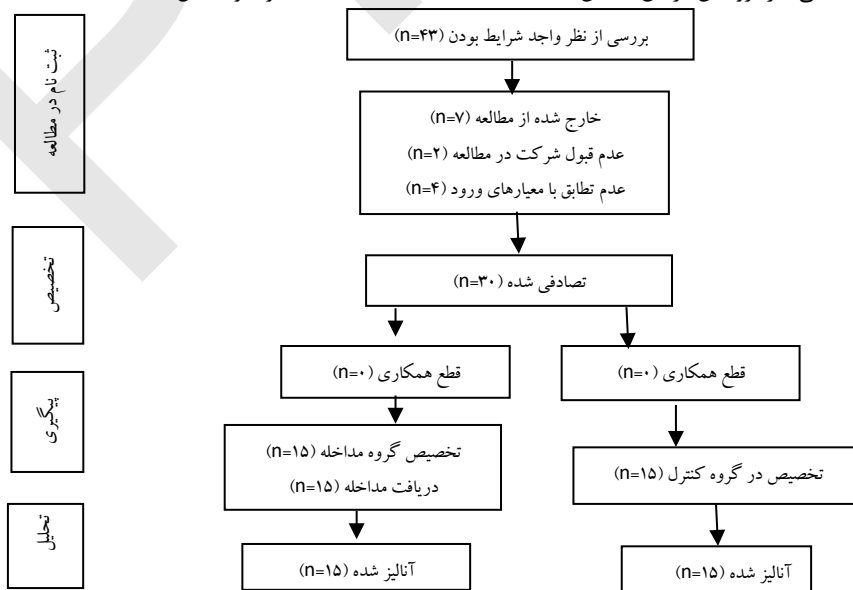 بررسی از نظر واجد شرایط بودن (n=۴۳)
ثبت نام در مطالعه
خارج شده از مطالعه (n=۷)
عدم قبول شرکت در مطالعه (n=۲)
عدم تطابق با معیارهای ورود (n=۴)
تخصیص
تصادفی شده (n=۳۰)
قطع همکاری (n=۰)
قطع همکاری (n=۰)
پیگیری
تخصیص در گروه کنترل (n=۱۵)
تخصیص گروه مداخله (n=۱۵)
دریافت مداخله (n=۱۵)
تحلیل
آنالیز شده (n=۱۵)
آنالیز شده (n=۱۵)